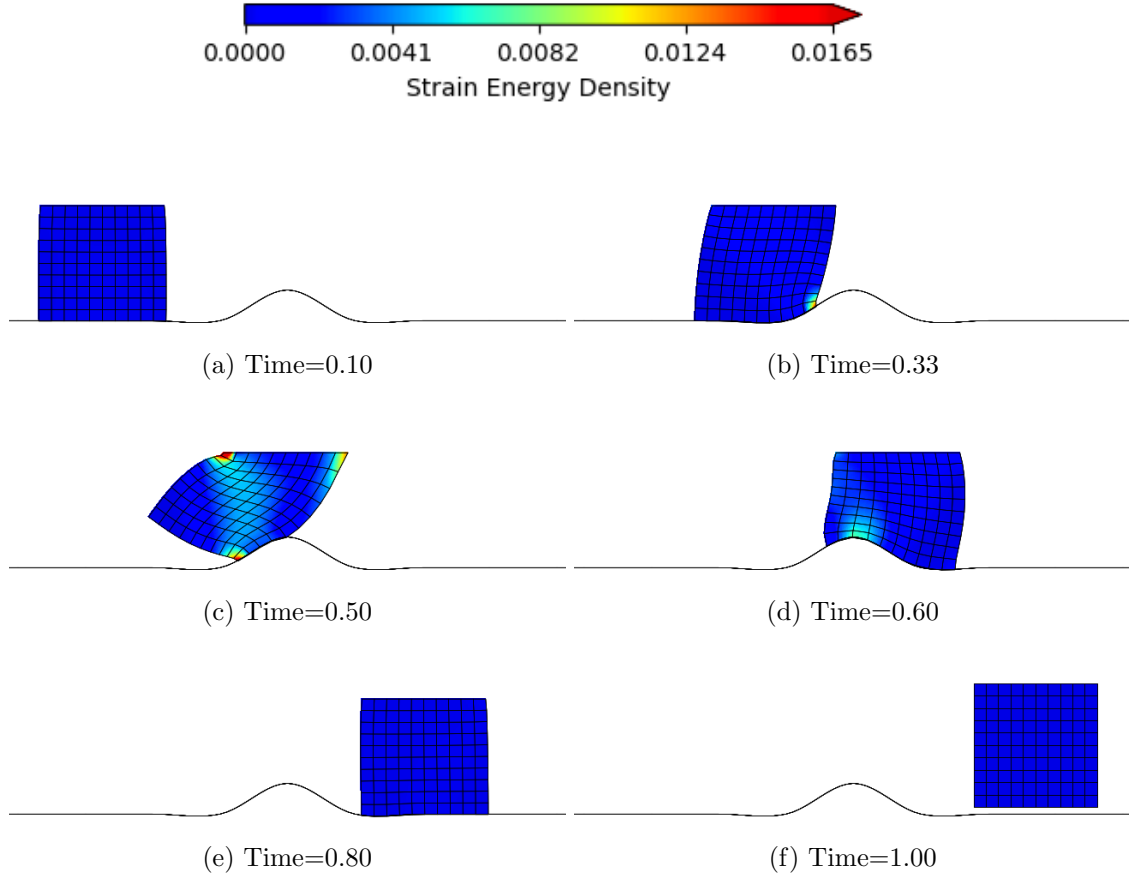 0.0000 0.0041 0.0082 0.0124 0.0165
Strain Energy Density
(a) Time=0.10 (b) Time=0.33
(c) Time=0.50 (d) Time=0.60
(e) Time=0.80 (f) Time=1.00